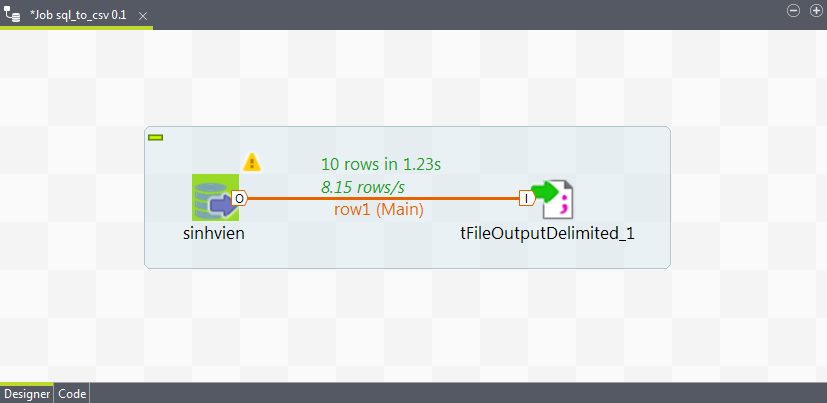 *Job sql_to_csv 0.1
10 rows in 1.23s
8.15 rows/s
row1 (Main)
O
I
sinhvien
tFileOutputDelimited_1
Designer
Code